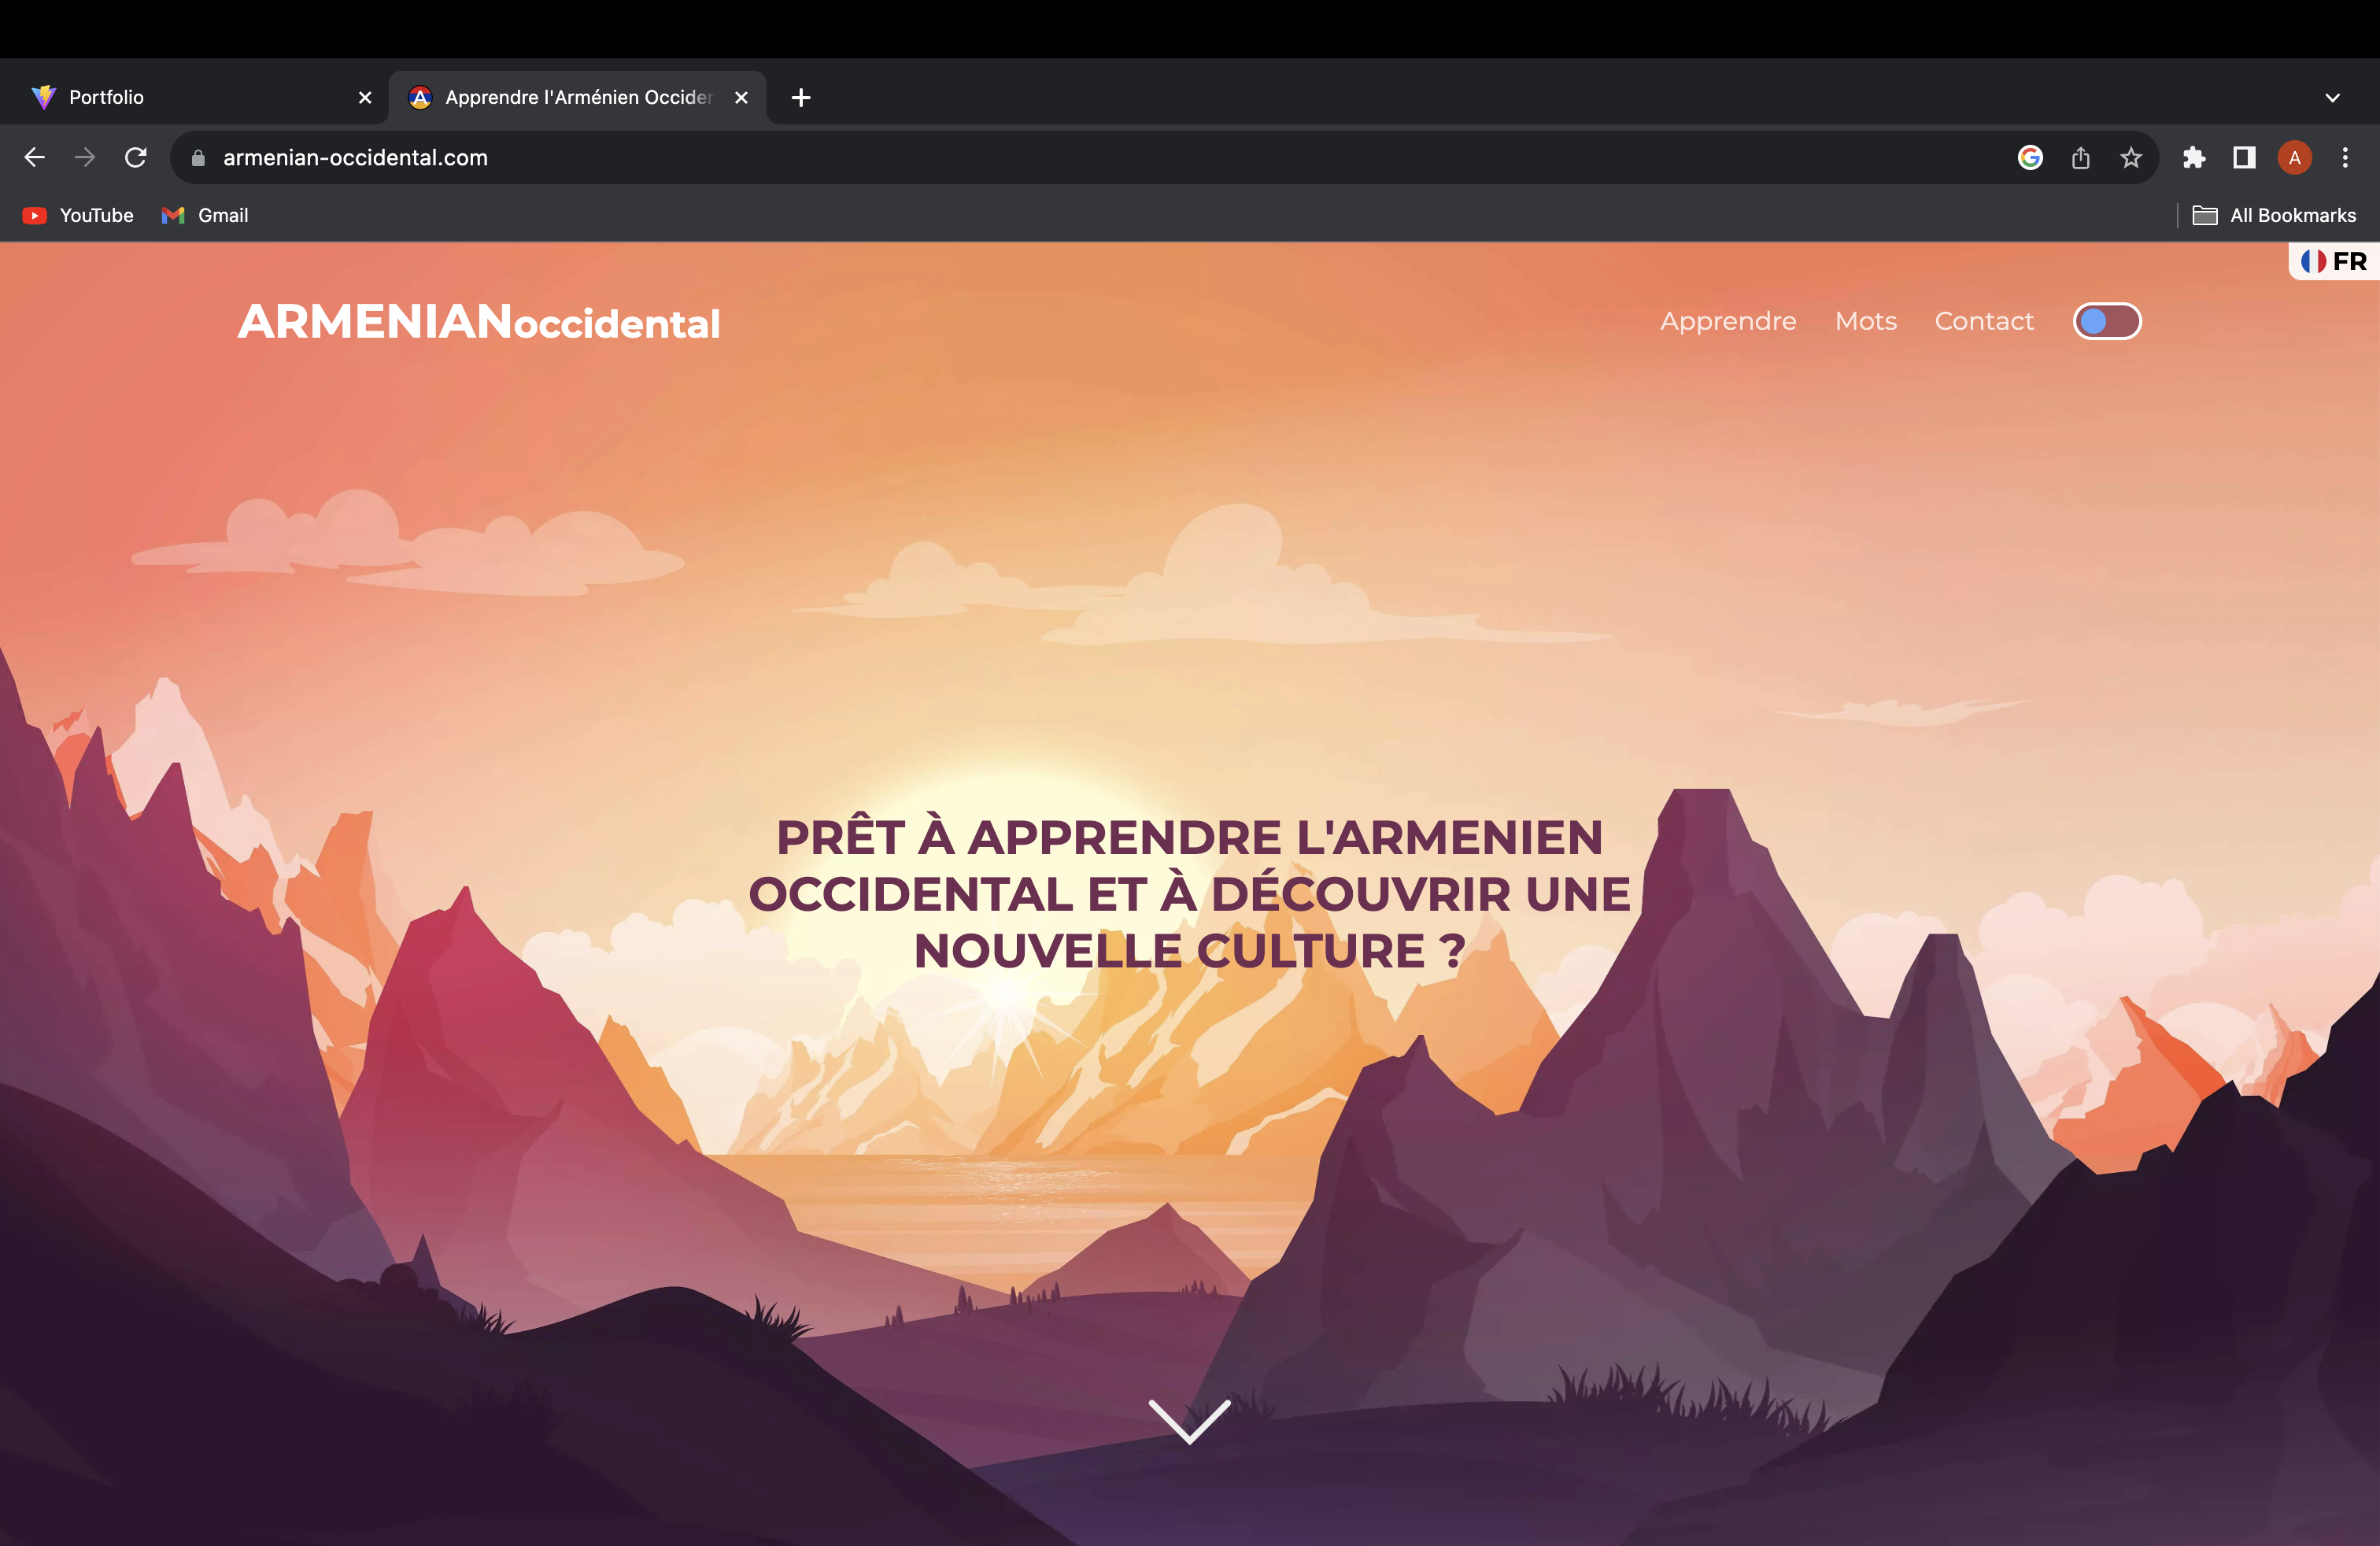 Portfolio
Apprendre l'Arménien Occider
armenian-occidental.com
A
YouTube
Gmail
All Bookmarks
FR
ARMENIANoccidental
Apprendre
Mots
Contact
PRÊT À APPRENDRE L'ARMENIEN
OCCIDENTAL ET À DÉCOUVRIR UNE
NOUVELLE CULTURE ?